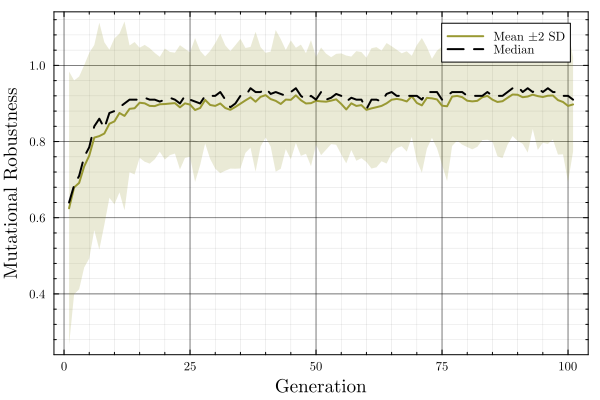 Mean ±2 SD
Median
1.0
0.8
0.6
0.4
Mutational Robustness
0 25 50 75 100
Generation